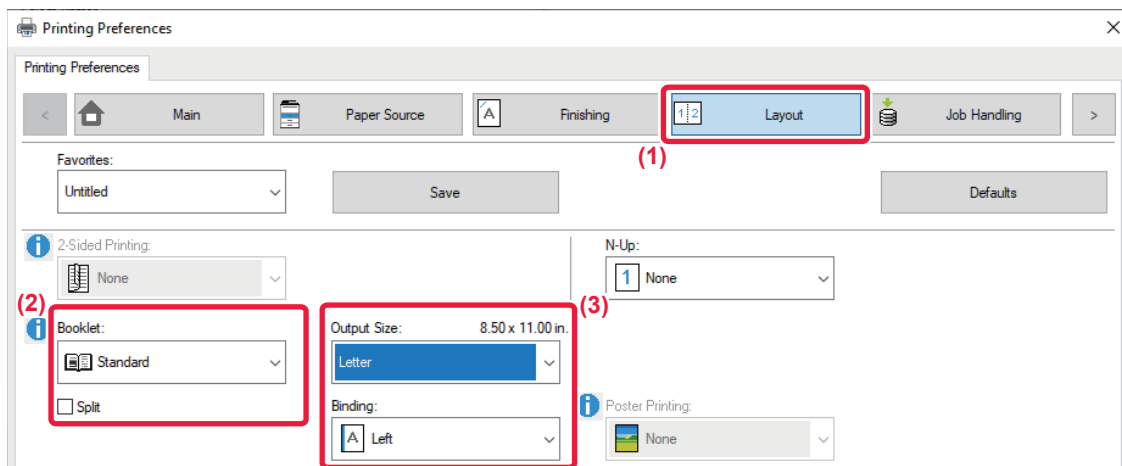 Printing Preferences
Printing Preferences
< Main Paper Source A Finishing 1 2 Layout Job Handling >
(1)
Favorites:
Untitled Save Defaults
2-Sided Printing: N-Up:
None 1 None
(2) (3)
Booklet: Output Size: 8.50 x 11.00 in.
Standard Letter
Split Binding: Poster Printing:
A Left None